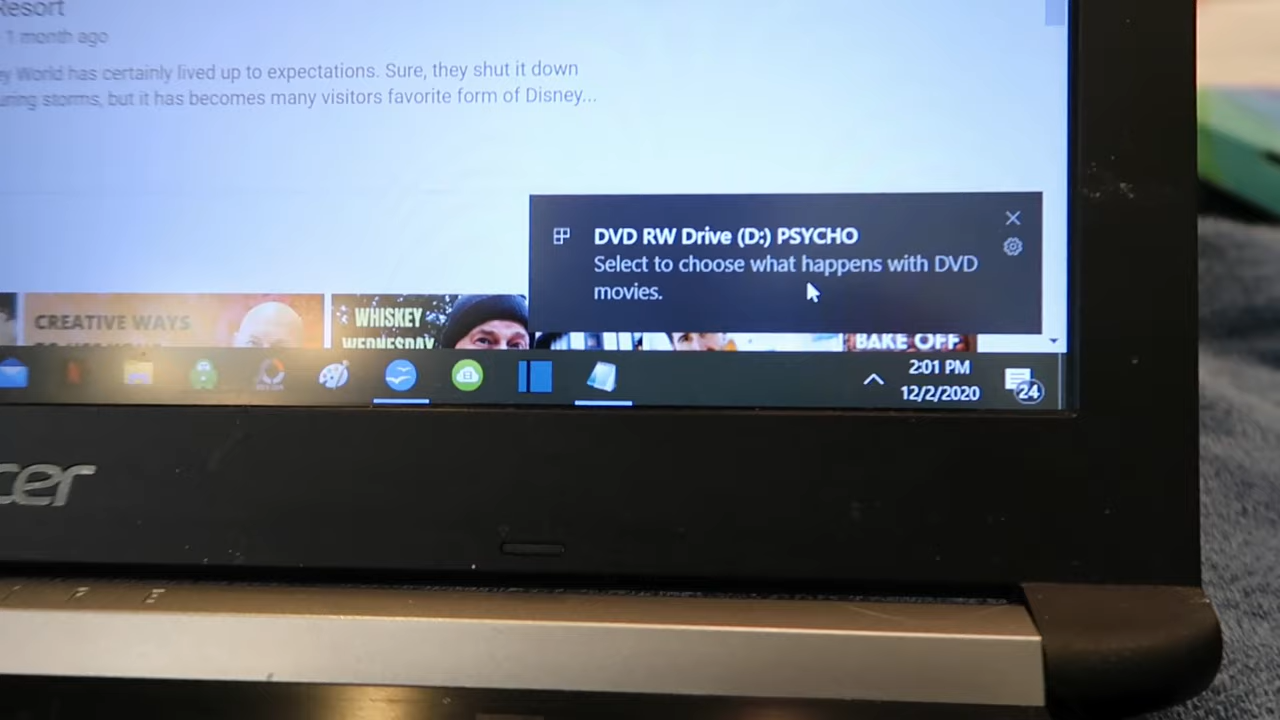 Resort
1 month ago
World has certainly lived up to expectations. Sure, they shut it down
storms, but it has becomes many visitors favorite form of Disney...
DVD RW Drive (D:) PSYCHO
Select to choose what happens with DVD
movies.
CREATIVE WAYS
WHISKEY
WEDNESDAY
BAKE OFF
2:01 PM
12/2/2020
24
cer